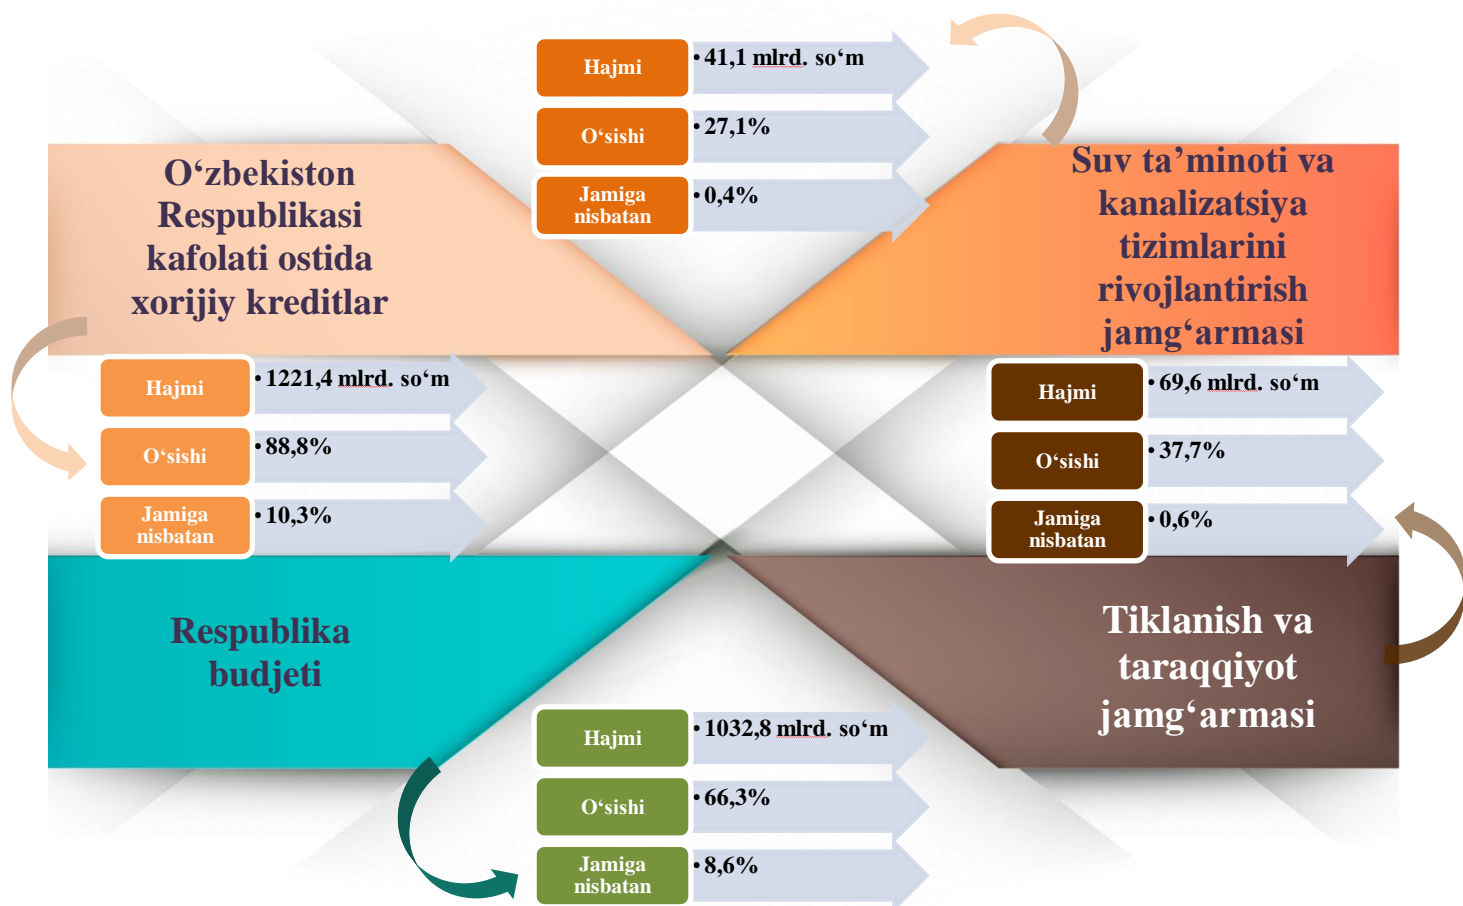 Hajmi
• 41,1 mlrd. so‘m
O‘sishi
• 27,1%
Jamiga
nisbatan
• 0,4%
O‘zbekiston
Respublikasi
kafolati ostida
xorijiy kreditlar
Suv ta’minoti va
kanalizatsiya
tizimlarini
rivojlantirish
jamg‘armasi
Hajmi
• 1221,4 mlrd. so‘m
O‘sishi
• 88,8%
Jamiga
nisbatan
• 10,3%
Hajmi
• 69,6 mlrd. so‘m
O‘sishi
• 37,7%
Jamiga
nisbatan
• 0,6%
Respublika
budjeti
Tiklanish va
taraqqiyot
jamg‘armasi
Hajmi
• 1032,8 mlrd. so‘m
O‘sishi
• 66,3%
Jamiga
nisbatan
• 8,6%